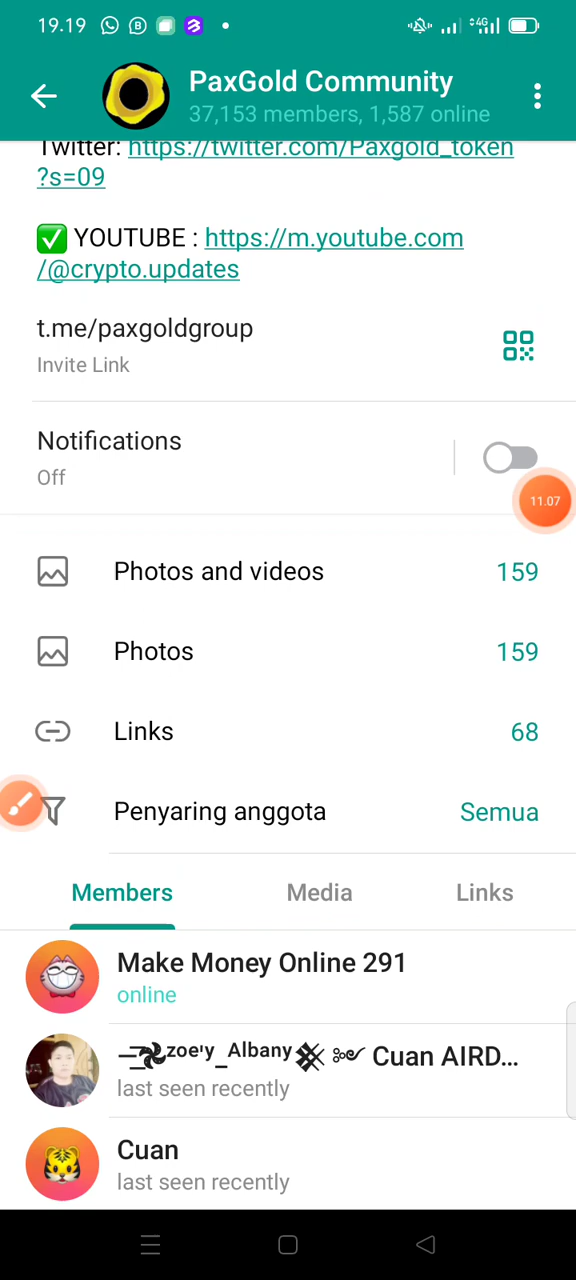 19.19
PaxGold Community
37,153 members, 1,587 online
Twitter: https://twitter.com/Paxgold_token
?s=09
✅ YOUTUBE : https://m.youtube.com
/@crypto.updates
t.me/paxgoldgroup
Invite Link
Notifications
Off
11.07
Photos and videos 159
Photos 159
Links 68
Penyaring anggota Semua
Members Media Links
Make Money Online 291
online
zoe'y_Albany Cuan AIRD...
last seen recently
Cuan
last seen recently